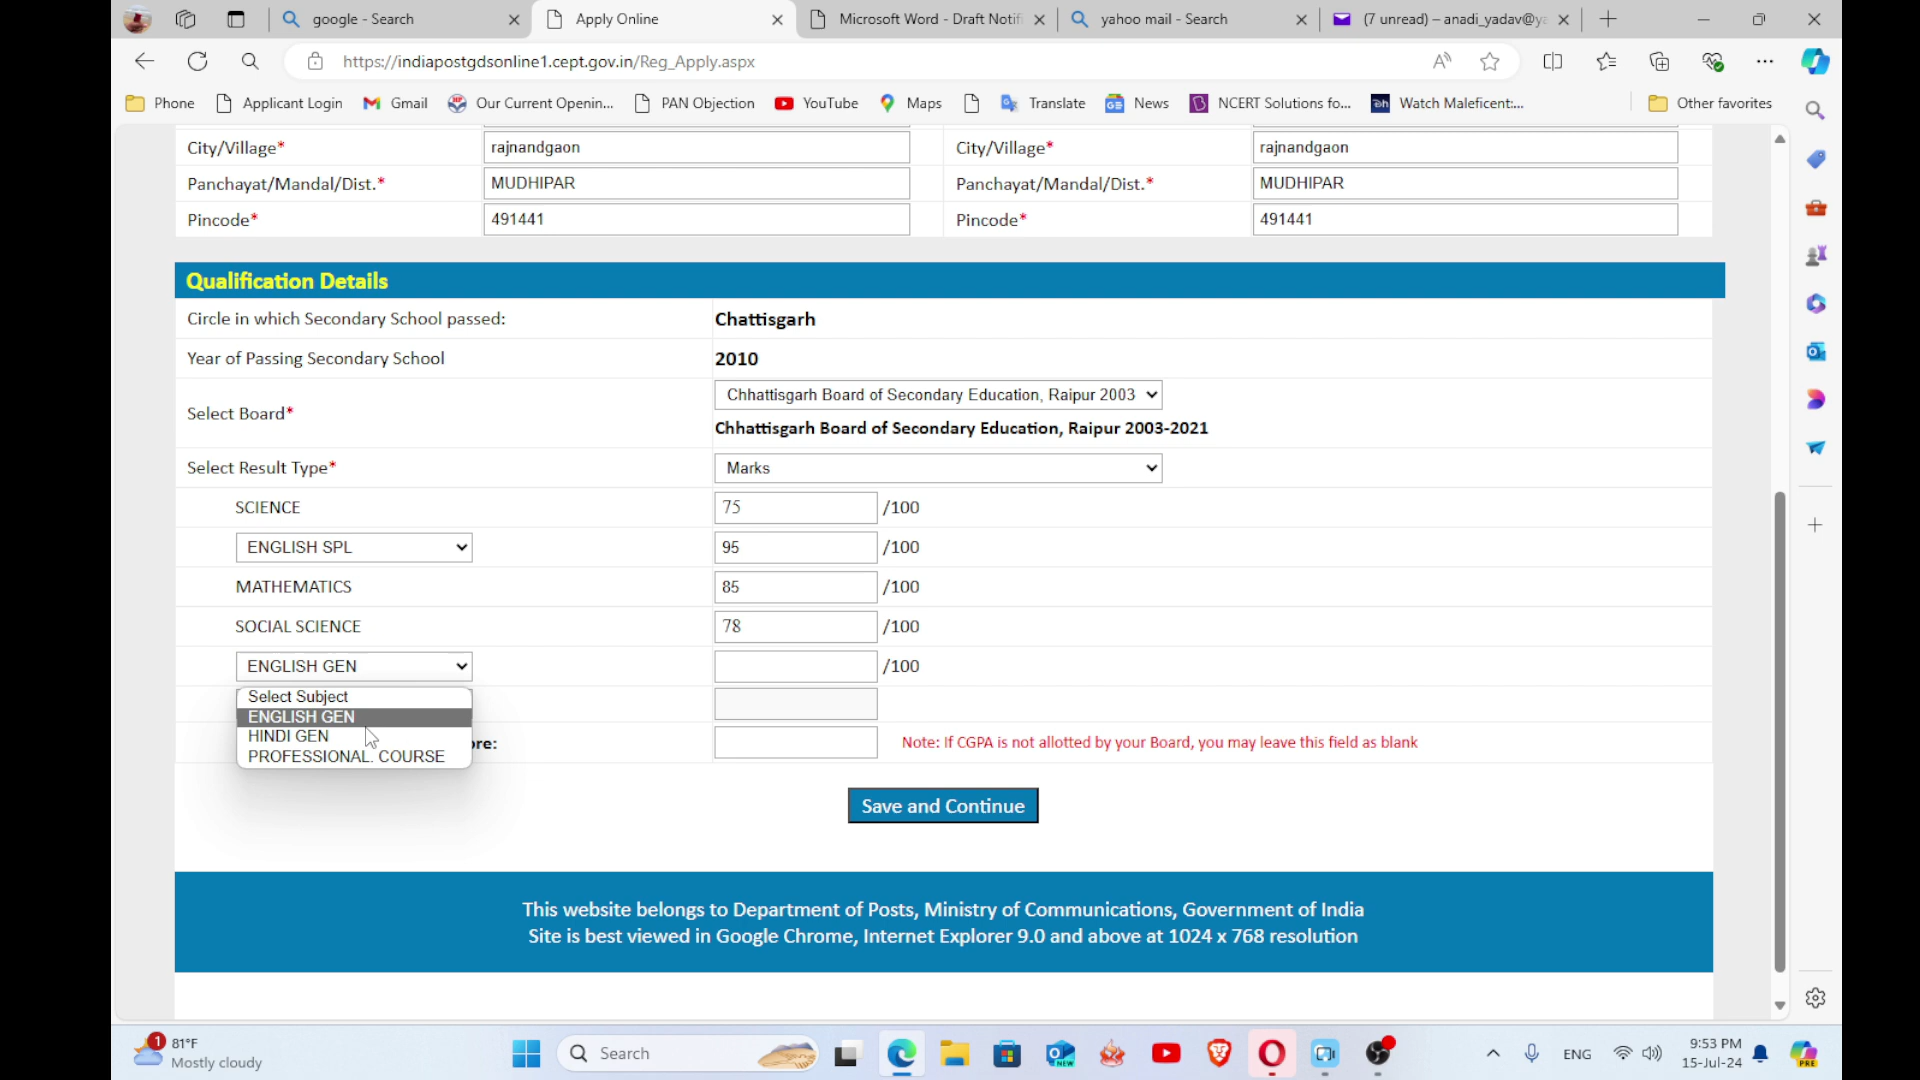 google - Search
Apply Online
Microsoft Word - Draft Notifi
yahoo mail - Search
(7 unread) – anadi_yadav@y
https://indiapostgdsonline1.cept.gov.in/Reg_Apply.aspx
Phone
Applicant Login
Gmail
Our Current Openin...
PAN Objection
YouTube
Maps
Translate
News
NCERT Solutions fo...
Watch Maleficent:...
Other favorites
City/Village* rajnandgaon City/Village* rajnandgaon
Panchayat/Mandal/Dist.* MUDHIPAR Panchayat/Mandal/Dist.* MUDHIPAR
Pincode* 491441 Pincode* 491441
Qualification Details
Circle in which Secondary School passed: Chattisgarh
Year of Passing Secondary School 2010
Select Board* Chhattisgarh Board of Secondary Education, Raipur 2003
Chhattisgarh Board of Secondary Education, Raipur 2003-2021
Select Result Type* Marks
SCIENCE 75 /100
ENGLISH SPL 95 /100
MATHEMATICS 85 /100
SOCIAL SCIENCE 78 /100
ENGLISH GEN /100
Select Subject
ENGLISH GEN
HINDI GEN
PROFESSIONAL. COURSE
re: Note: If CGPA is not allotted by your Board, you may leave this field as blank
Save and Continue
This website belongs to Department of Posts, Ministry of Communications, Government of India
Site is best viewed in Google Chrome, Internet Explorer 9.0 and above at 1024 x 768 resolution
1
81°F
Mostly cloudy
Search
NEW
ENG
9:53 PM
15-Jul-24
PRE